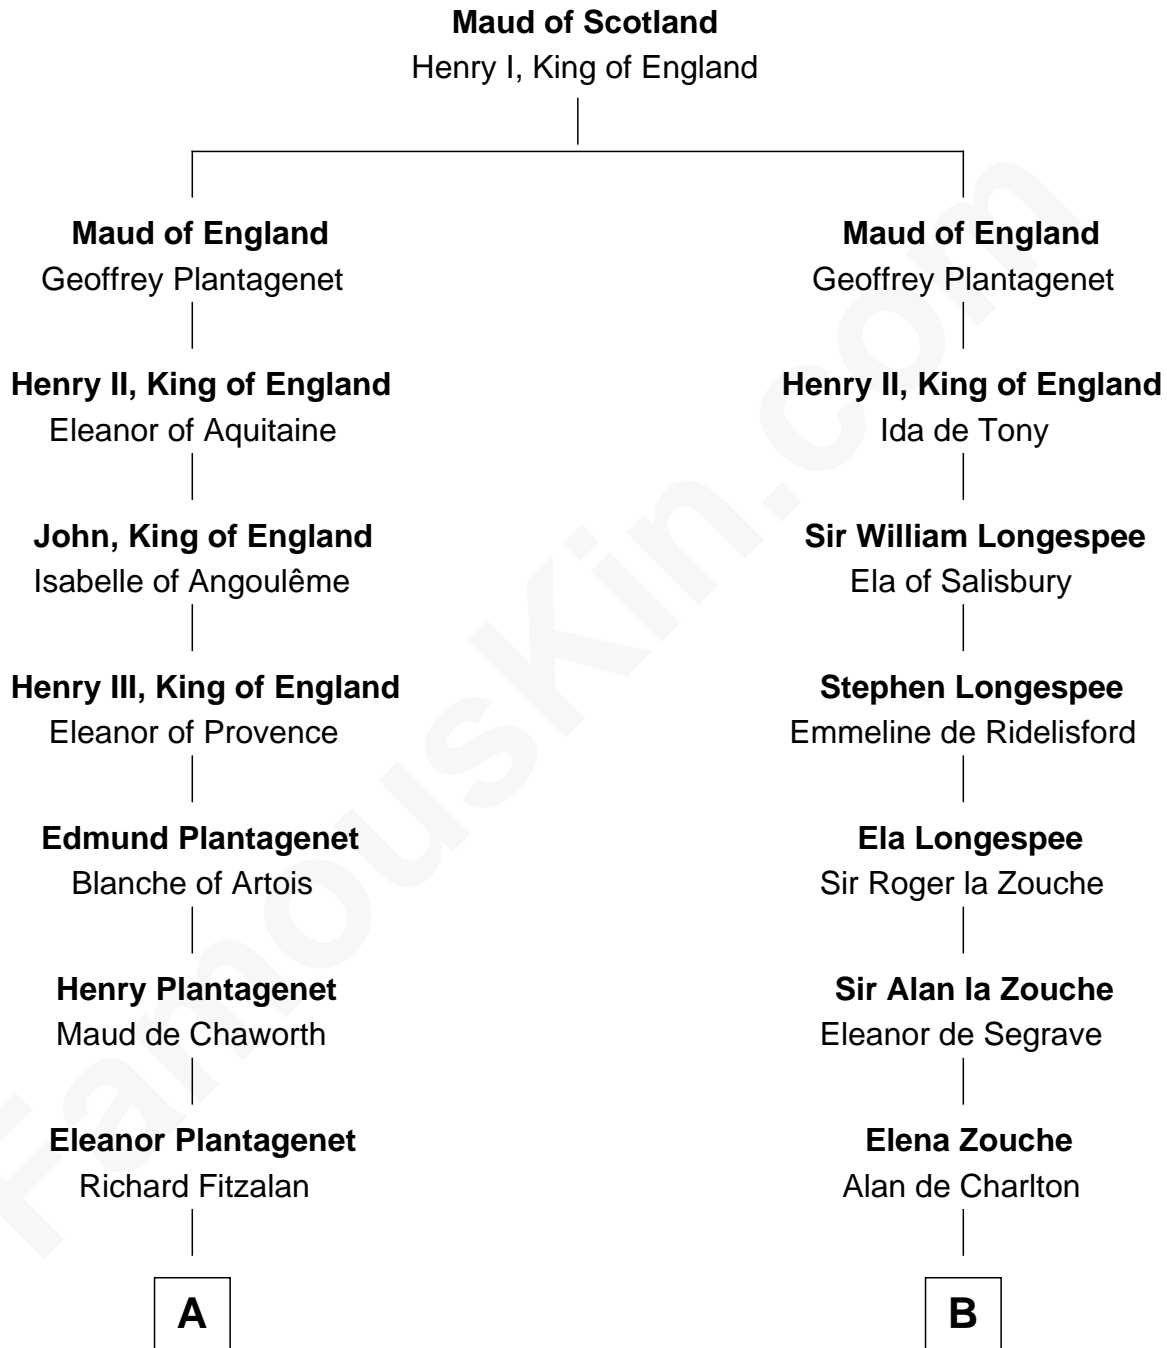 Maud of Scotland
Henry I, King of England
Maud of England
Geoffrey Plantagenet
Henry II, King of England
Eleanor of Aquitaine
John, King of England
Isabelle of Angoulême
Henry III, King of England
Eleanor of Provence
Edmund Plantagenet
Blanche of Artois
Henry Plantagenet
Maud de Chaworth
Eleanor Plantagenet
Richard Fitzalan
A
Maud of England
Geoffrey Plantagenet
Henry II, King of England
Ida de Tony
Sir William Longespee
Ela of Salisbury
Stephen Longespee
Emmeline de Ridelisford
Ela Longespee
Sir Roger la Zouche
Sir Alan la Zouche
Eleanor de Segrave
Elena Zouche
Alan de Charlton
B
FamousKin.com